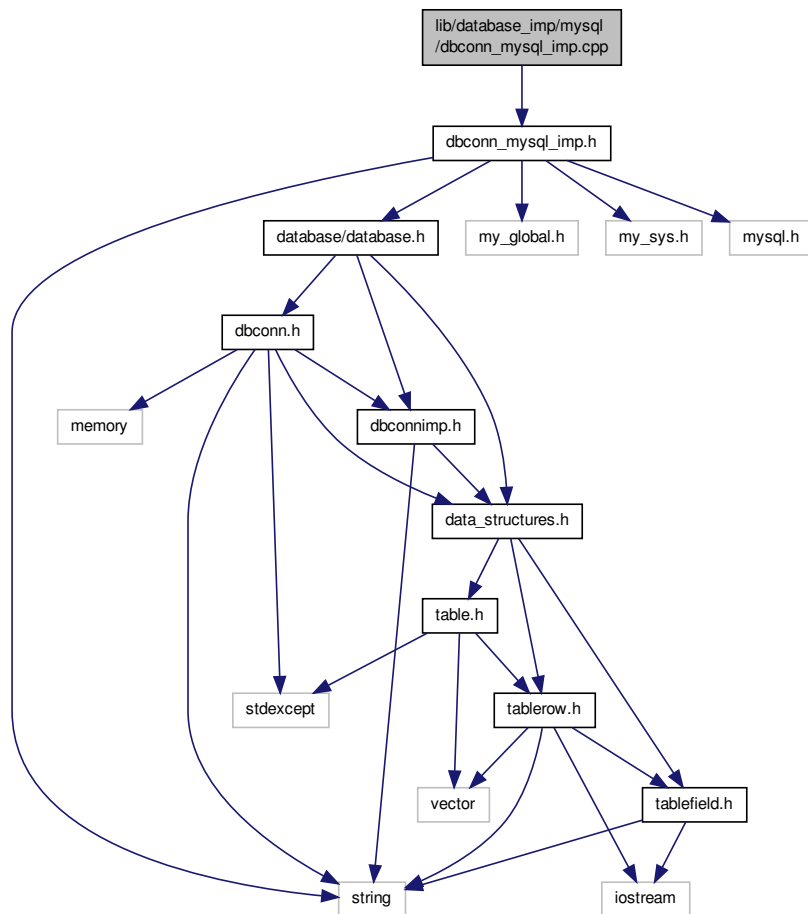 lib/database_imp/mysql
/dbconn_mysql_imp.cpp
dbconn_mysql_imp.h
database/database.h
my_global.h
my_sys.h
mysql.h
dbconn.h
memory
dbconnimp.h
data_structures.h
table.h
stdexcept
tablerow.h
vector
tablefield.h
string
iostream